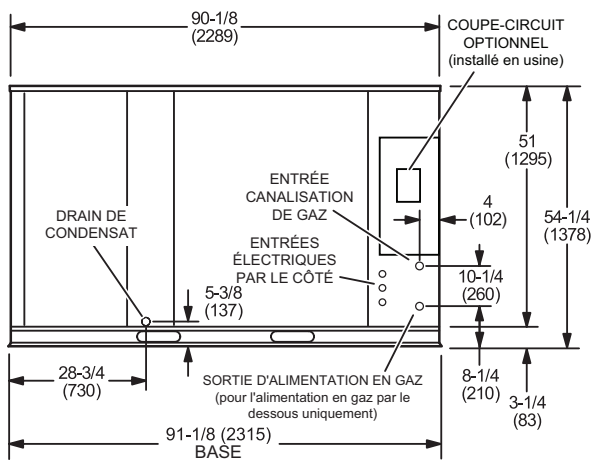 90-1/8
(2289)
COUPE-CIRCUIT
OPTIONNEL
(installé en usine)
51
(1295)
ENTRÉE
CANALISATION
DE GAZ
4
(102)
54-1/4
(1378)
DRAIN DE
CONDENSAT
ENTRÉES
ÉLECTRIQUES
PAR LE CÔTÉ
10-1/4
(260)
5-3/8
(137)
28-3/4
(730)
SORTIE D'ALIMENTATION EN GAZ
(pour l'alimentation en gaz par le
dessous uniquement)
8-1/4
(210)
3-1/4
(83)
91-1/8 (2315)
BASE